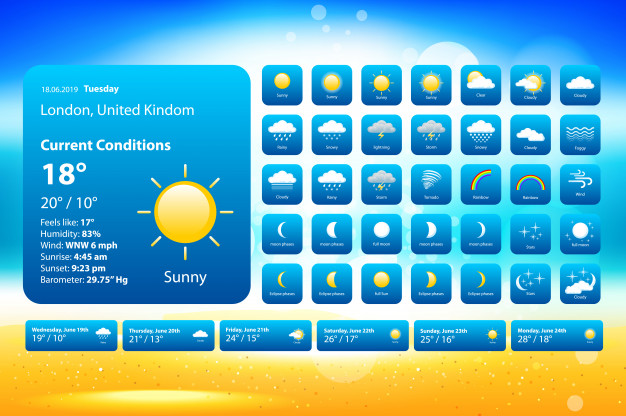 18.06.2019 Tuesday
London, United Kindom
Current Conditions
18°
20° / 10°
Feels like: 17°
Humidity: 83%
Wind: WNW 6 mph
Sunrise: 4:45 am
Sunset: 9:23 pm
Barometer: 29.75" Hg
Sunny
Sunny Sunny Sunny Sunny Clear Cloudy Cloudy
Rainy Snowy lightning Storm Snowy Cloudy Foggy
Cloudy Rainy Storm Tornado Rainbow Rainbow Wind
moon phases moon phases full moon moon phases moon phases Stars moon phases
Eclipse phases Eclipse phases full Sun Eclipse phases Eclipse phases Stars Cloudy
Wednesday, June 19th
19° / 10°
Thursday, June 20th
21° / 13°
Friday, June 21th
24° / 15°
Saturday, June 22th
26° / 17°
Sunday, June 23th
25° / 16°
Monday, June 24th
28° / 18°